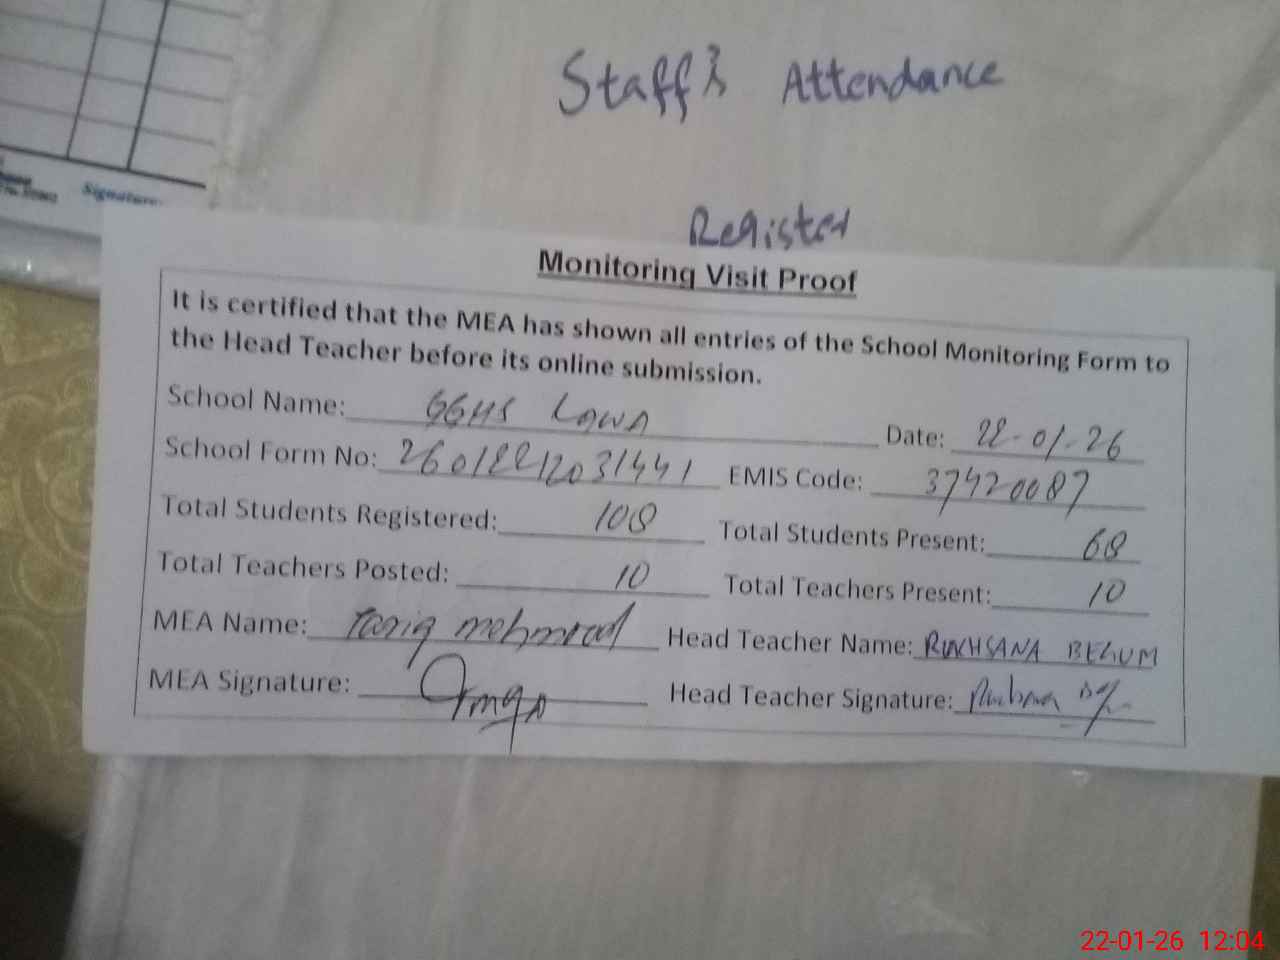 Staff's Attendance
Register
Signature:
Monitoring Visit Proof
It is certified that the MEA has shown all entries of the School Monitoring Form to
the Head Teacher before its online submission.
School Name: GGHS Lawa Date: 22-01-26
School Form No: 26012212031441 EMIS Code: 37420087
Total Students Registered: 108 Total Students Present: 68
Total Teachers Posted: 10 Total Teachers Present: 10
MEA Name: Tariq mehmood Head Teacher Name: RUKHSANA BEGUM
MEA Signature: Head Teacher Signature:
22-01-26 12:04